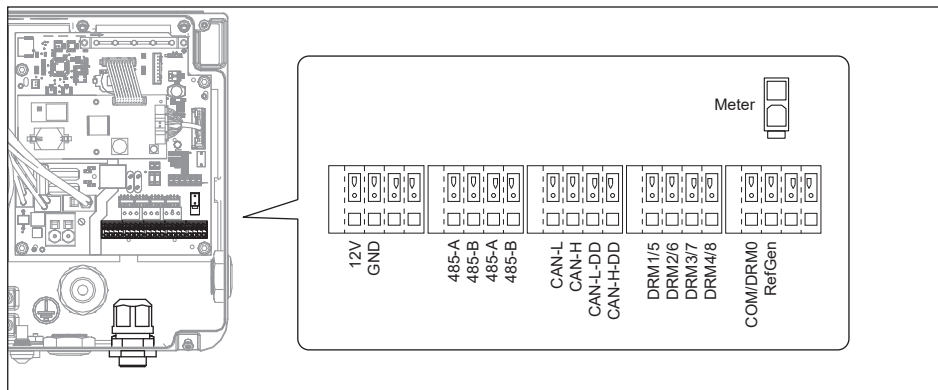 Meter
12V
GND
485-A
485-B
485-A
485-B
CAN-L
CAN-H
CAN-L-DD
CAN-H-DD
DRM1/5
DRM2/6
DRM3/7
DRM4/8
COM/DRM0
RefGen